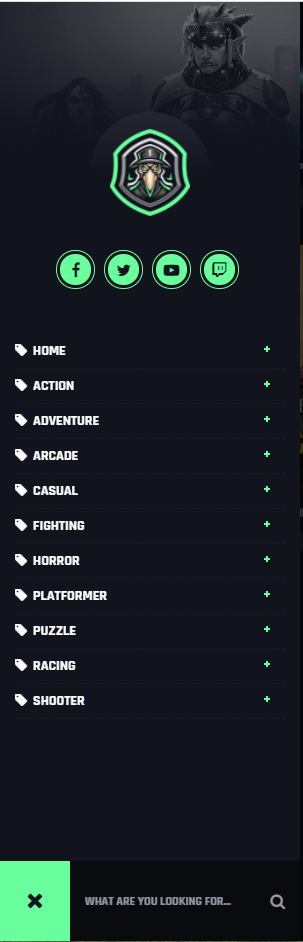 HOME
ACTION
ADVENTURE
ARCADE
CASUAL
FIGHTING
HORROR
PLATFORMER
PUZZLE
RACING
SHOOTER
WHAT ARE YOU LOOKING FOR...